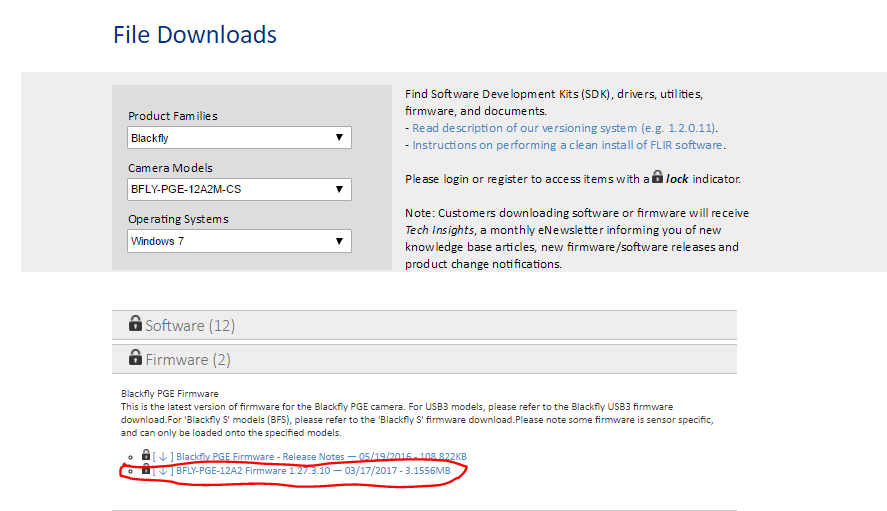 File Downloads
Product Families
Blackfly
Camera Models
BFLY-PGE-12A2M-CS
Operating Systems
Windows 7
Find Software Development Kits (SDK), drivers, utilities,
firmware, and documents.
- Read description of our versioning system (e.g. 1.2.0.11).
- Instructions on performing a clean install of FLIR software.
Please login or register to access items with a lock indicator.
Note: Customers downloading software or firmware will receive
Tech Insights, a monthly eNewsletter informing you of new
knowledge base articles, new firmware/software releases and
product change notifications.
Software (12)
Firmware (2)
Blackfly PGE Firmware
This is the latest version of firmware for the Blackfly PGE camera. For USB3 models, please refer to the Blackfly USB3 firmware
download.For 'Blackfly S' models (BFS), please refer to the 'Blackfly S' firmware download.Please note some firmware is sensor specific,
and can only be loaded onto the specified models.
[ ↓ ] Blackfly PGE Firmware - Release Notes — 05/19/2016 - 108.822KB
[ ↓ ] BFLY-PGE-12A2 Firmware 1.27.3.10 — 03/17/2017 - 3.1556MB